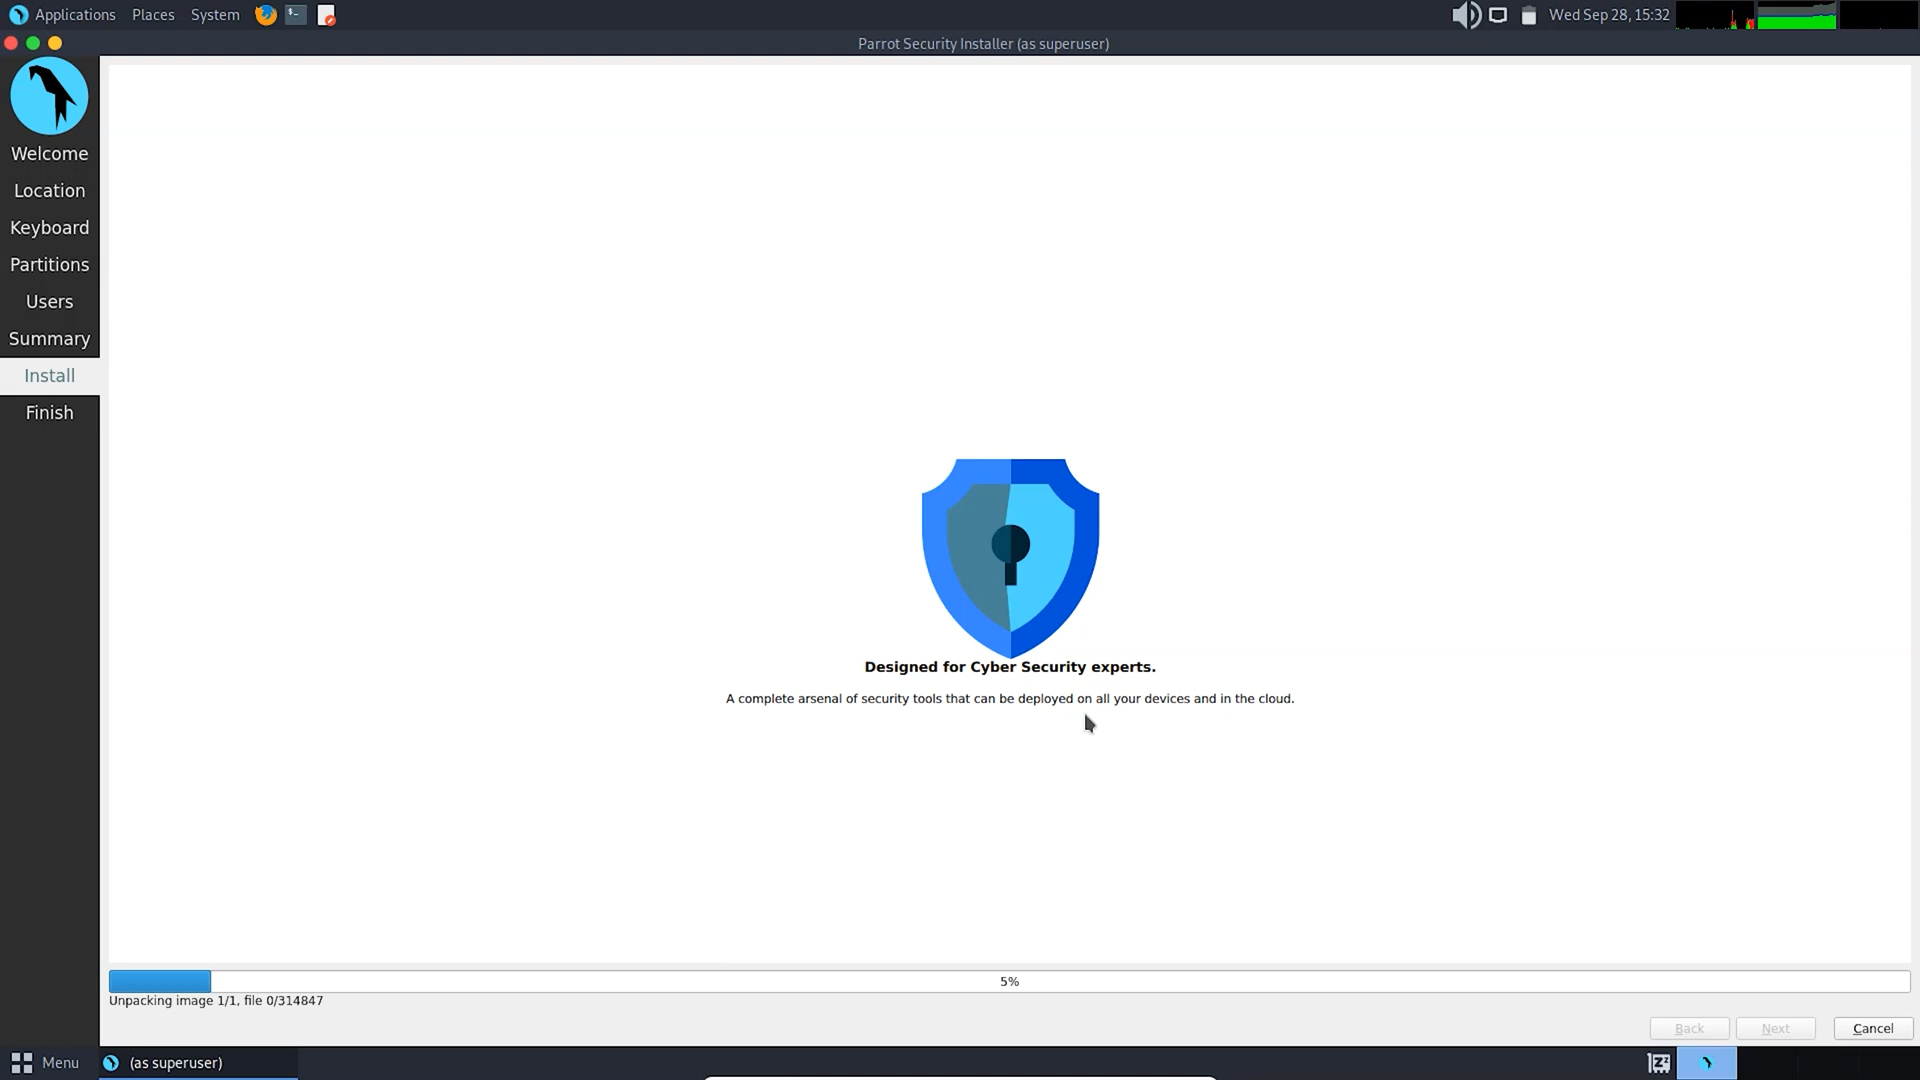 Applications Places System
Wed Sep 28, 15:32
Parrot Security Installer (as superuser)
Welcome
Location
Keyboard
Partitions
Users
Summary
Install
Finish
Designed for Cyber Security experts.
A complete arsenal of security tools that can be deployed on all your devices and in the cloud.
5%
Unpacking image 1/1, file 0/314847
Back Next Cancel
Menu (as superuser)